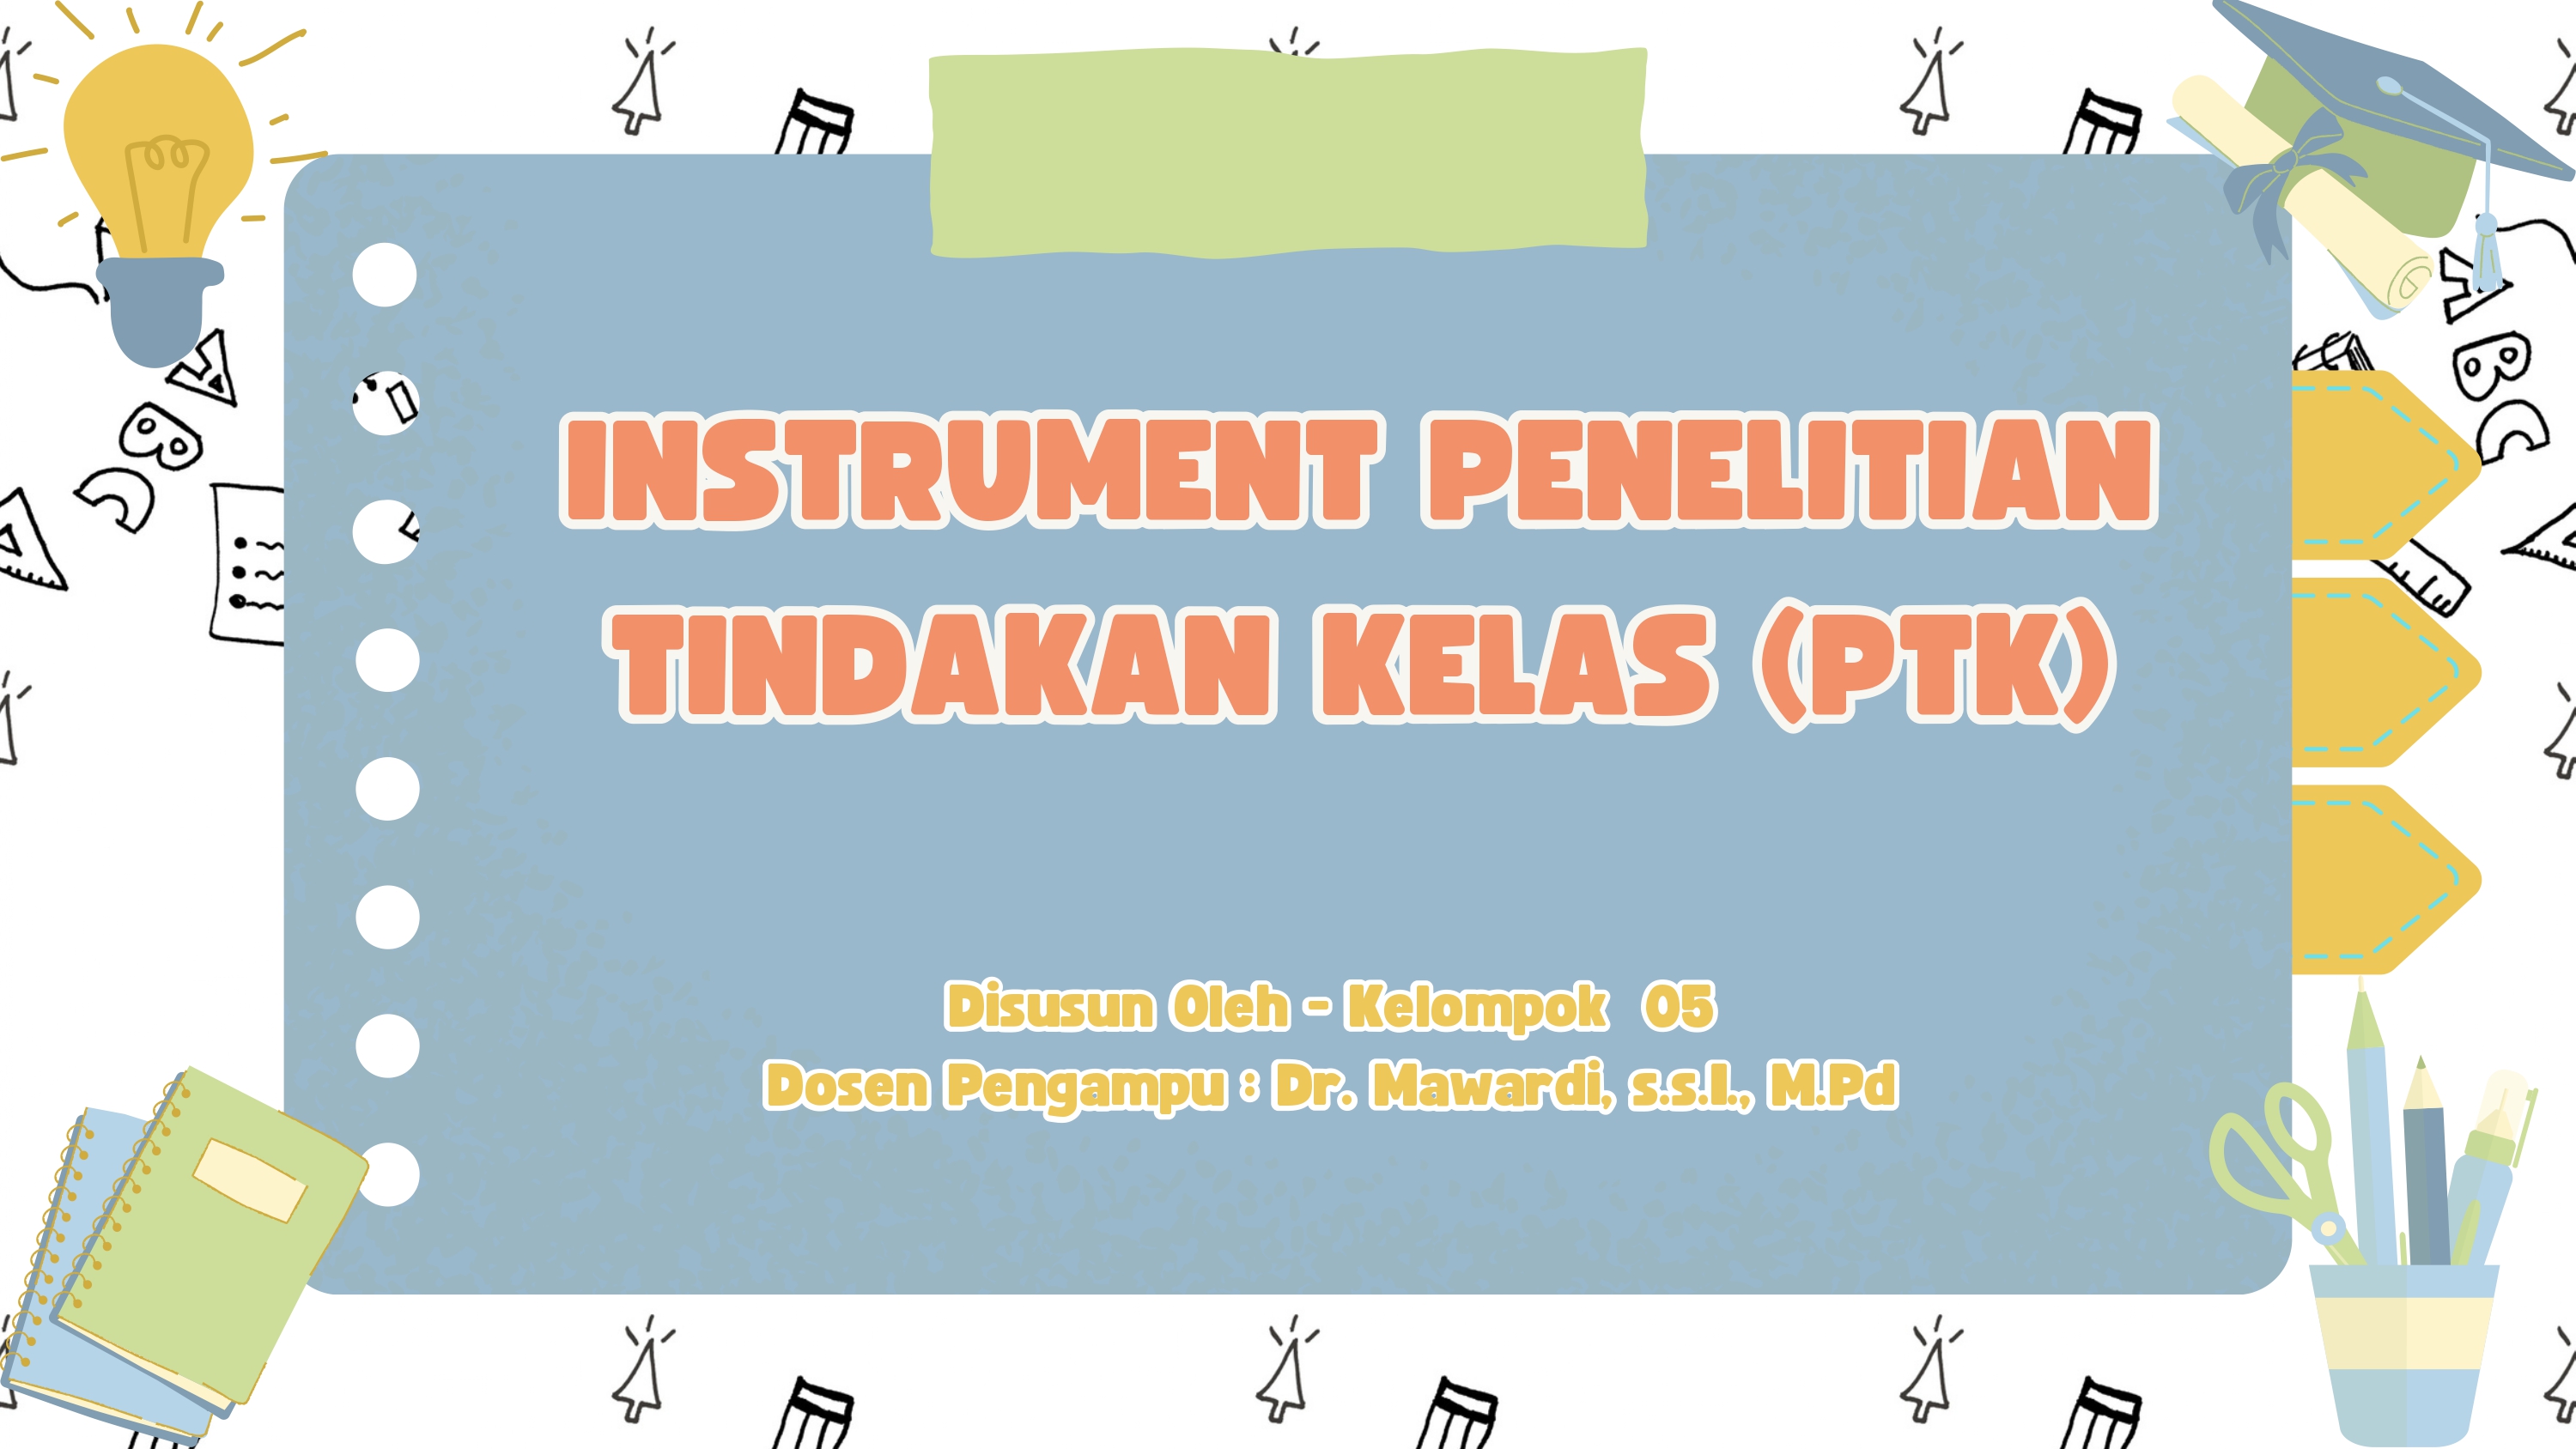 INSTRUMENT PENELITIAN
TINDAKAN KELAS (PTK)
Disusun Oleh - Kelompok 05
Dosen Pengampu : Dr. Mawardi, s.s.I., M.Pd
A
B
C
A
B
C